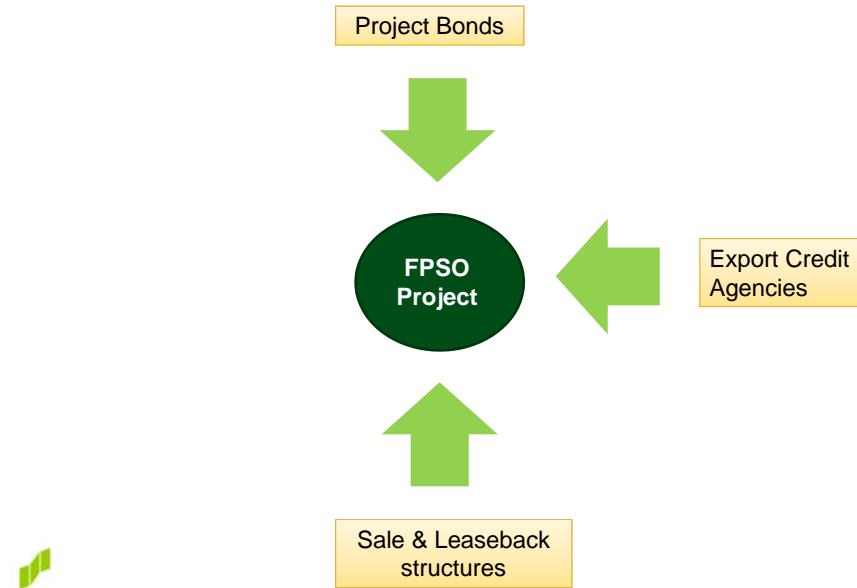 Project Bonds
FPSO
Project
Export Credit
Agencies
Sale & Leaseback
structures